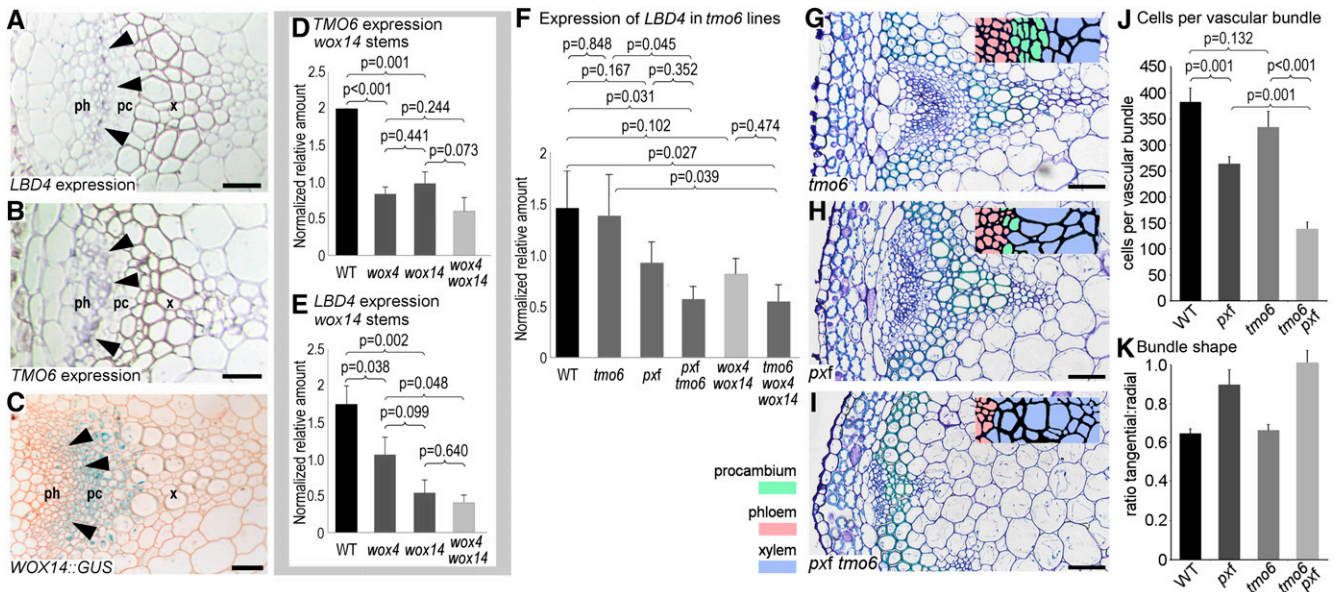 A
ph
pc
x
LBD4 expression
B
ph
pc
x
TMO6 expression
C
ph
pc
x
WOX14::GUS
D TMO6 expression
wox14 stems
Normalized relative amount
2.5
2
1.5
1.0
0.5
0
p=0.001
p<0.001
p=0.244
p=0.441
p=0.073
WT
wox4
wox14
wox4
wox14
E LBD4 expression
wox14 stems
Normalized relative amount
2.5
2.0
1.5
1.0
0.5
0
p=0.002
p=0.038
p=0.048
p=0.099
p=0.640
WT
wox4
wox14
wox4
wox14
F Expression of LBD4 in tmo6 lines
p=0.848
p=0.045
p=0.167
p=0.352
p=0.031
p=0.102
p=0.474
p=0.027
p=0.039
Normalized relative amount
2
1.5
1.0
0.5
0
WT
tmo6
pxf
pxf
tmo6
wox4
wox14
tmo6
wox4
wox14
procambium
phloem
xylem
G
tmo6
H
pxf
I
pxf tmo6
J Cells per vascular bundle
p=0.132
p=0.001
p<0.001
p=0.001
cells per vascular bundle
450
400
350
300
250
200
150
100
50
0
WT
pxf
tmo6
tmo6
pxf
K Bundle shape
ratio tangential:radial
1.0
0.8
0.6
0.4
0.2
0.0
WT
pxf
tmo6
tmo6
pxf